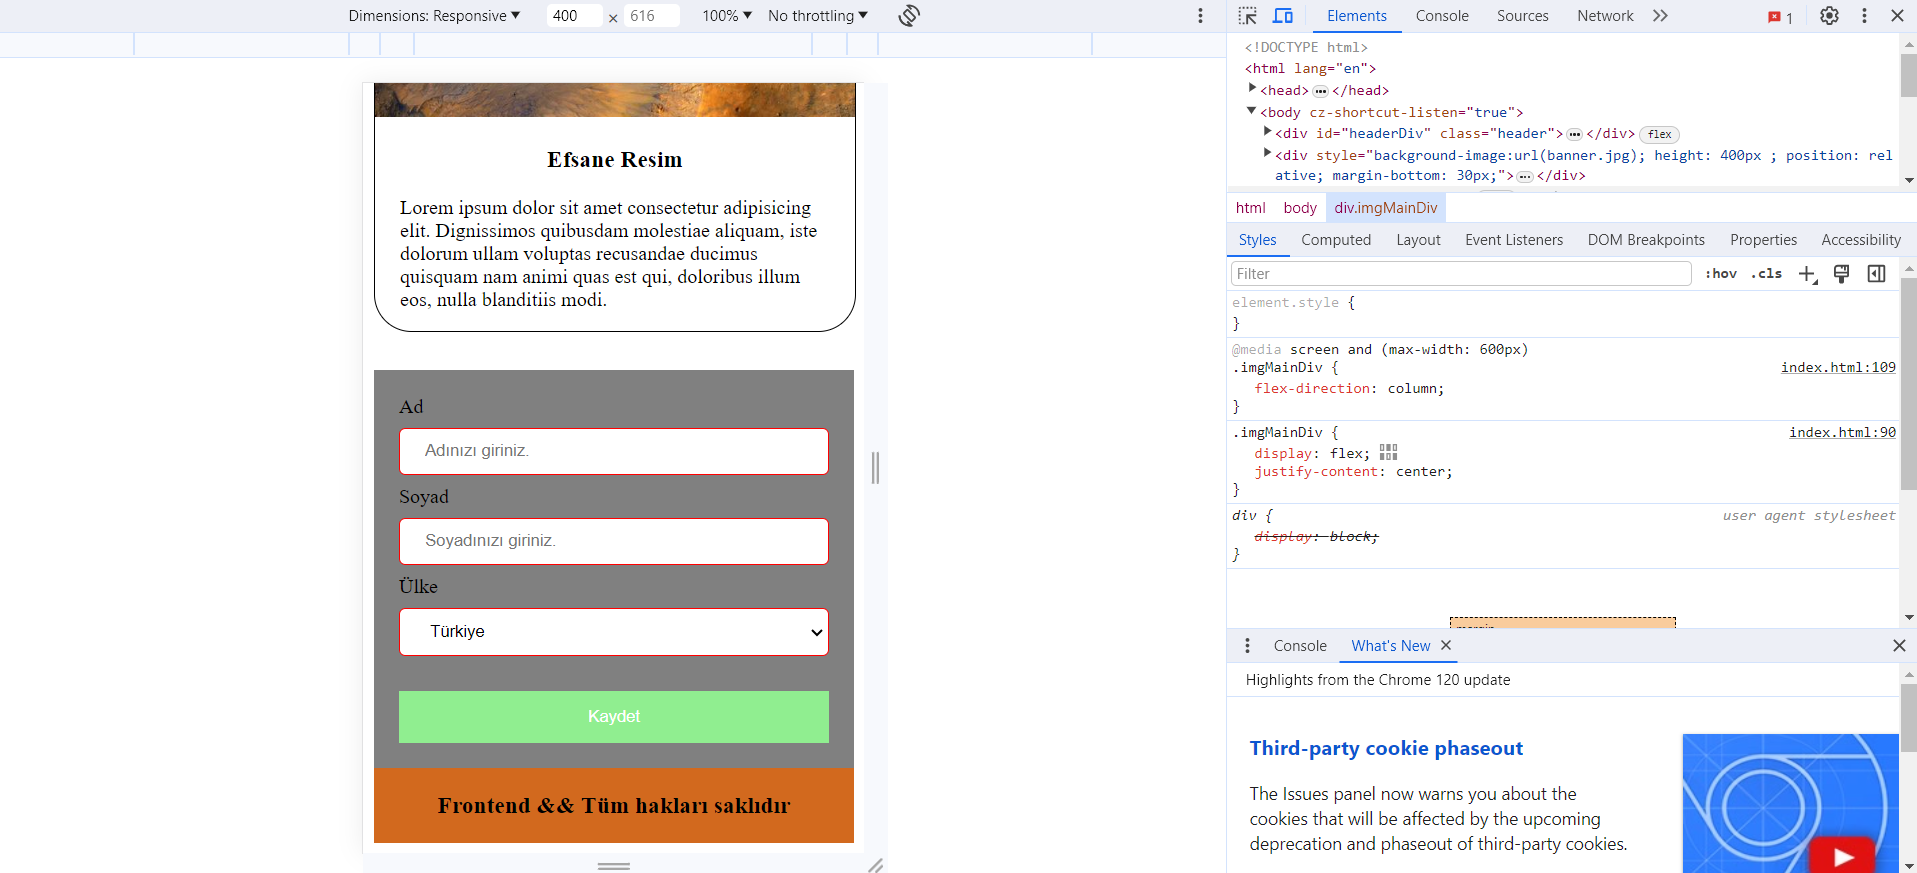 Dimensions: Responsive ▼ 400 × 616 100% ▼ No throttling ▼
Elements Console Sources Network 1
<!DOCTYPE html>
<html lang="en">
<head> ••• </head>
<body cz-shortcut-listen="true">
<div id="headerDiv" class="header"> ••• </div> flex
<div style="background-image:url(banner.jpg); height: 400px ; position: rel
ative; margin-bottom: 30px;"> ••• </div>
html body div.imgMainDiv
Styles Computed Layout Event Listeners DOM Breakpoints Properties Accessibility
Filter :hov .cls
element.style {
}
@media screen and (max-width: 600px)
.imgMainDiv { index.html:109
flex-direction: column;
}
.imgMainDiv { index.html:90
display: flex;
justify-content: center;
}
div { user agent stylesheet
display: block;
}
Console What's New
Highlights from the Chrome 120 update
Third-party cookie phaseout
The Issues panel now warns you about the
cookies that will be affected by the upcoming
deprecation and phaseout of third-party cookies.
Efsane Resim
Lorem ipsum dolor sit amet consectetur adipisicing
elit. Dignissimos quibusdam molestiae aliquam, iste
dolorum ullam voluptas recusandae ducimus
quisquam nam animi quas est qui, doloribus illum
eos, nulla blanditiis modi.
Ad
Adınızı giriniz.
Soyad
Soyadınızı giriniz.
Ülke
Türkiye
Kaydet
Frontend && Tüm hakları saklıdır